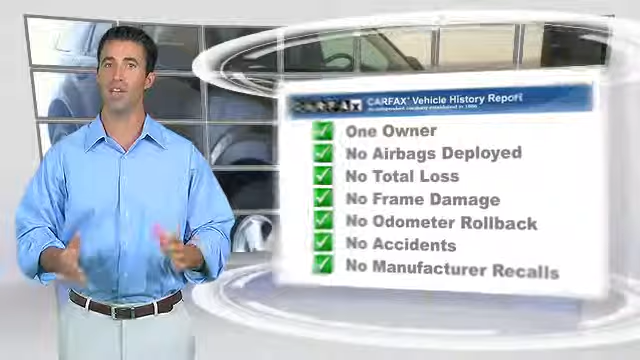 CARFAX CARFAX Vehicle History Report
One Owner
No Airbags Deployed
No Total Loss
No Frame Damage
No Odometer Rollback
No Accidents
No Manufacturer Recalls